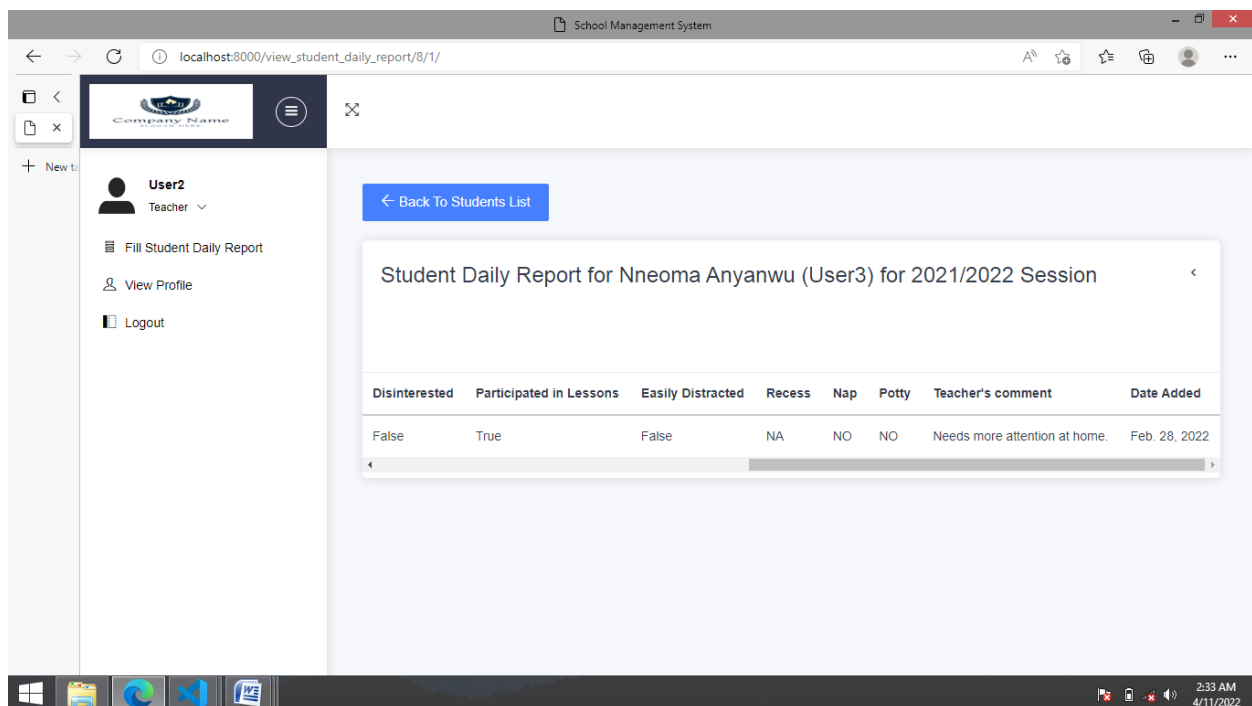 School Management System
localhost:8000/view_student_daily_report/8/1/
Company Name
New ta
User2
Teacher
Fill Student Daily Report
View Profile
Logout
← Back To Students List
Student Daily Report for Nneoma Anyanwu (User3) for 2021/2022 Session
Disinterested Participated in Lessons Easily Distracted Recess Nap Potty Teacher's comment Date Added
False True False NA NO NO Needs more attention at home. Feb. 28, 2022
2:33 AM
4/11/2022